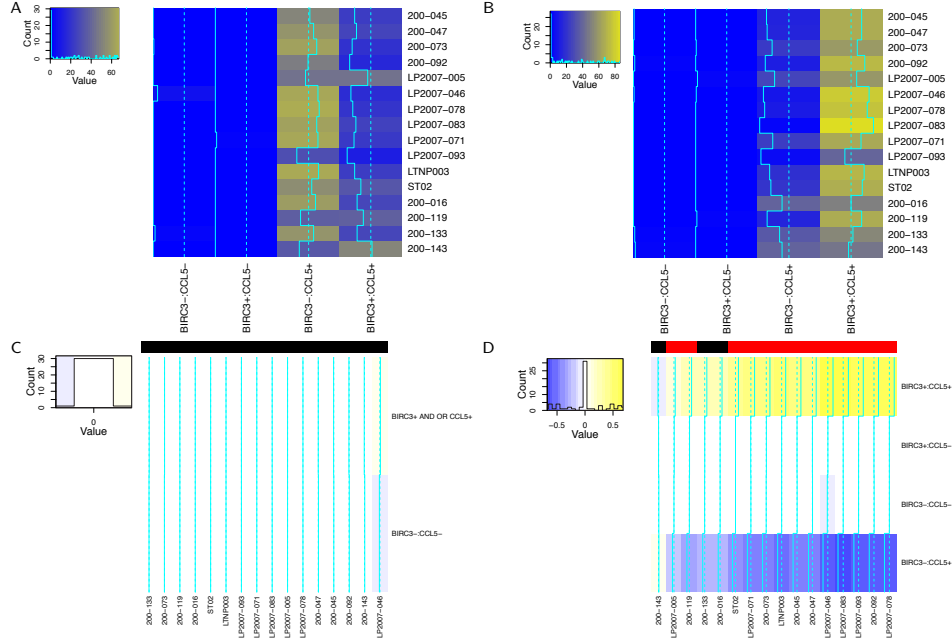 A
Count
0 10 20 30
0 20 40 60
Value
200−045
200−047
200−073
200−092
LP2007−005
LP2007−046
LP2007−078
LP2007−083
LP2007−071
LP2007−093
LTNP003
ST02
200−016
200−119
200−133
200−143
BIRC3−:CCL5−
BIRC3+:CCL5−
BIRC3−:CCL5+
BIRC3+:CCL5+
B
Count
0 10 20
0 20 40 60 80
Value
200−045
200−047
200−073
200−092
LP2007−005
LP2007−046
LP2007−078
LP2007−083
LP2007−071
LP2007−093
LTNP003
ST02
200−016
200−119
200−133
200−143
BIRC3−:CCL5−
BIRC3+:CCL5−
BIRC3−:CCL5+
BIRC3+:CCL5+
C
Count
0 10 20 30
0
Value
BIRC3+ AND OR CCL5+
BIRC3−:CCL5−
200−133
200−073
200−119
200−016
ST02
LTNP003
LP2007−093
LP2007−071
LP2007−083
LP2007−005
LP2007−078
200−047
200−045
200−092
200−143
LP2007−046
D
Count
0 10 25
−0.5 0 0.5
Value
BIRC3+:CCL5+
BIRC3+:CCL5−
BIRC3−:CCL5−
BIRC3−:CCL5+
200−143
LP2007−005
200−119
200−133
200−016
ST02
LP2007−071
200−073
LTNP003
200−045
200−047
LP2007−046
LP2007−083
LP2007−093
200−092
LP2007−078